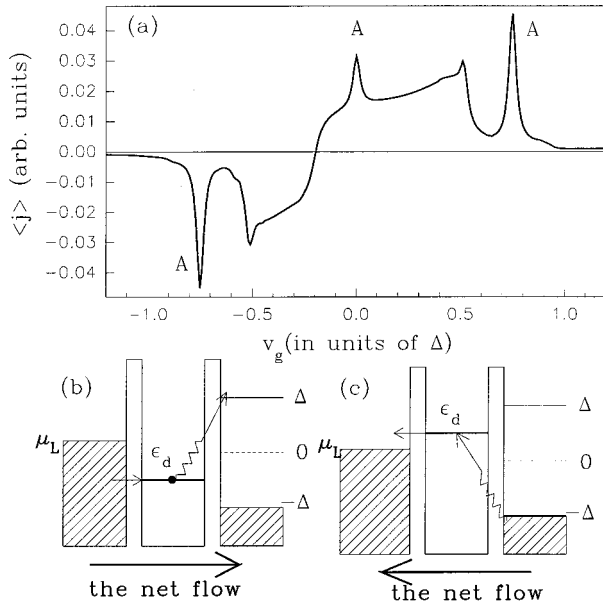 (a)
A
A
A
0.04
0.03
0.02
0.01
0.00
-0.01
-0.02
-0.03
-0.04
<j> (arb. units)
-1.0
-0.5
0.0
0.5
1.0
v_g(in units of Δ)
(b)
μ_L
ϵ_d
Δ
0
-Δ
the net flow
(c)
μ_L
ϵ_d
Δ
0
-Δ
the net flow